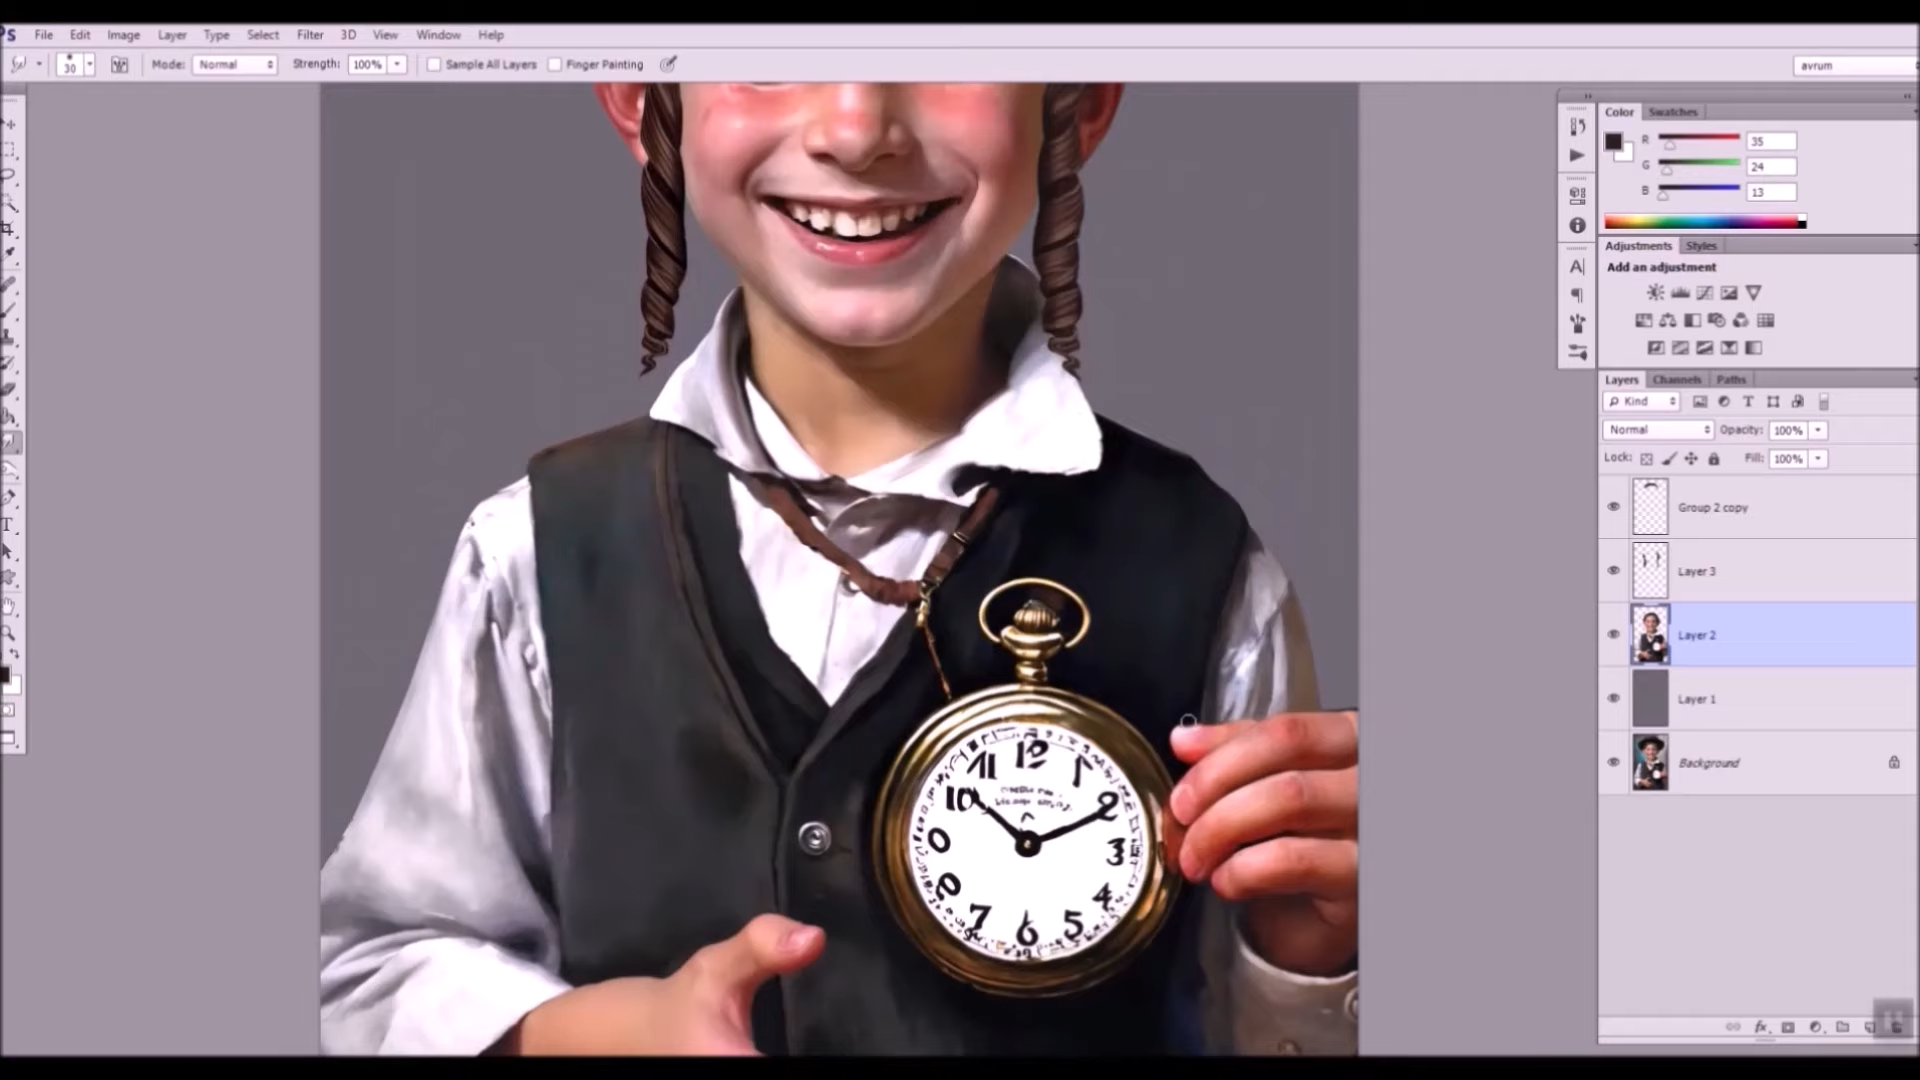 File Edit Image Layer Type Select Filter 3D View Window Help
30 Mode: Normal Strength: 100% Sample All Layers Finger Painting avrum
Color Swatches
R 35
G 24
B 13
Adjustments Styles
Add an adjustment
Layers Channels Paths
Kind
Normal Opacity: 100%
Lock: Fill: 100%
Group 2 copy
Layer 3
Layer 2
Layer 1
Background
12
11 1
10 2
3
4
7 6 5